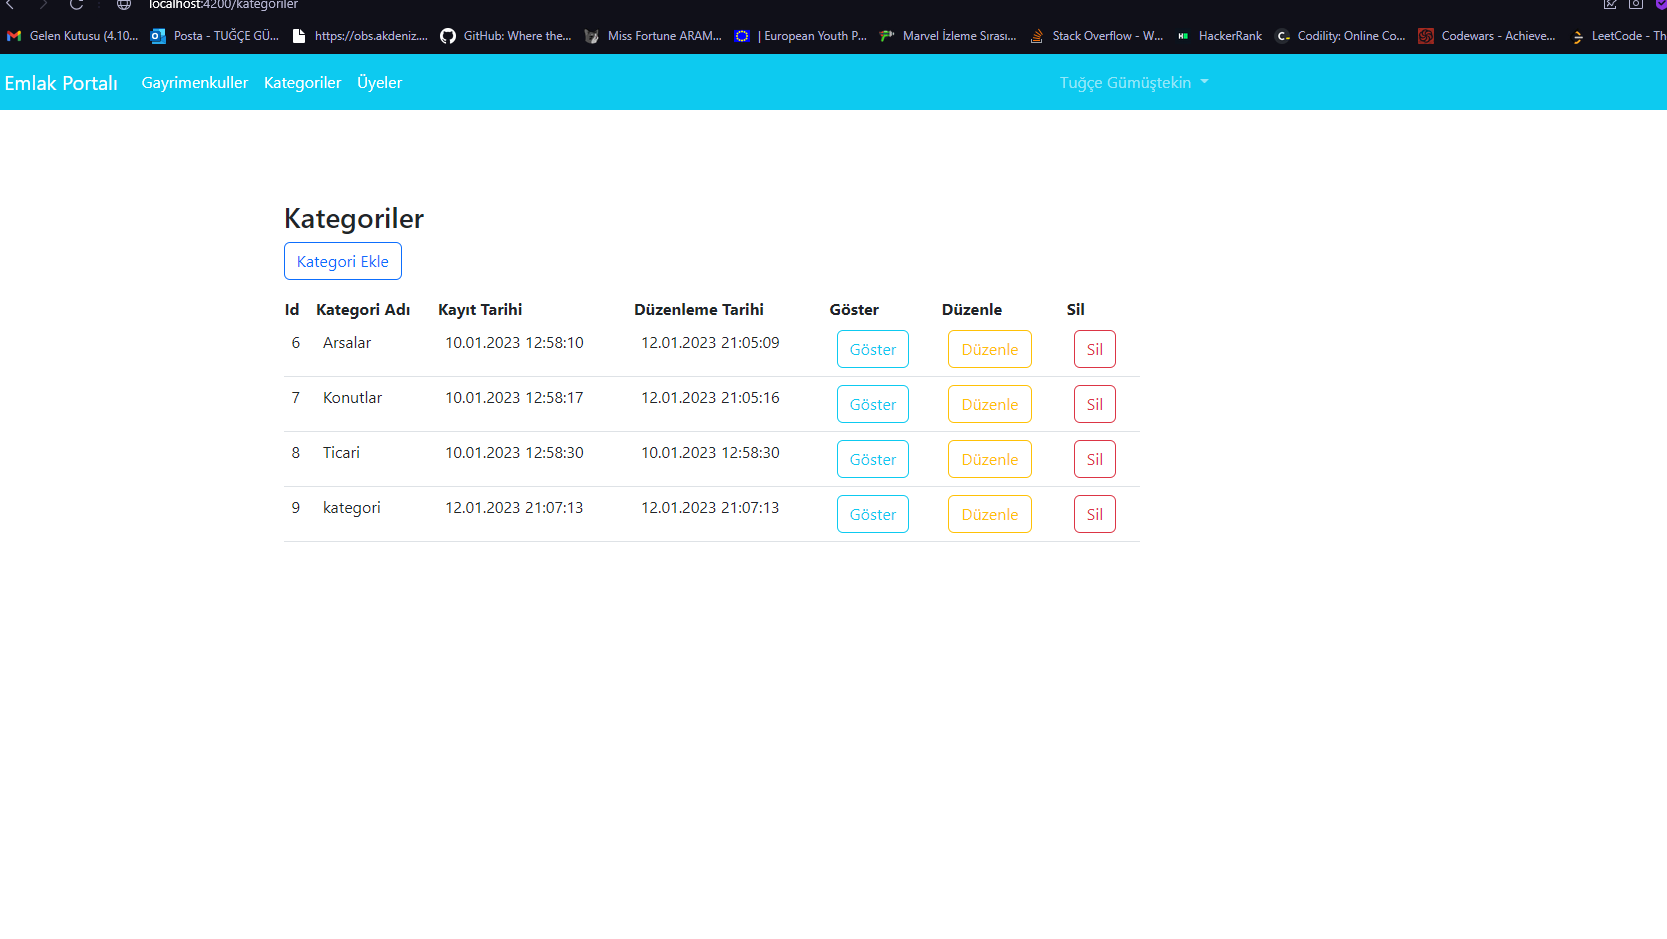 localhost:4200/kategoriler
Gelen Kutusu (4.10... Posta - TUĞÇE GÜ... https://obs.akdeniz.... GitHub: Where the... Miss Fortune ARAM... | European Youth P... Marvel İzleme Sırası... Stack Overflow - W... HackerRank Codility: Online Co... Codewars - Achieve... LeetCode - Th
Emlak Portalı Gayrimenkuller Kategoriler Üyeler Tuğçe Gümüştekin
Kategoriler
Kategori Ekle
Id Kategori Adı Kayıt Tarihi Düzenleme Tarihi Göster Düzenle Sil
6 Arsalar 10.01.2023 12:58:10 12.01.2023 21:05:09 Göster Düzenle Sil
7 Konutlar 10.01.2023 12:58:17 12.01.2023 21:05:16 Göster Düzenle Sil
8 Ticari 10.01.2023 12:58:30 10.01.2023 12:58:30 Göster Düzenle Sil
9 kategori 12.01.2023 21:07:13 12.01.2023 21:07:13 Göster Düzenle Sil